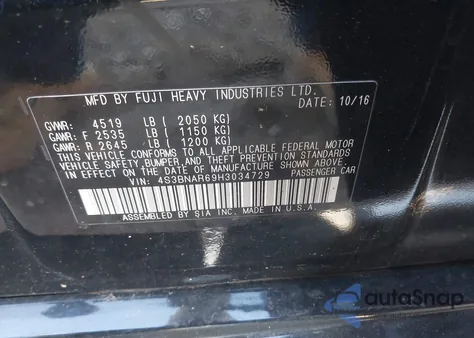 MFD BY FUJI HEAVY INDUSTRIES LTD.
DATE: 10/16
GVWR: 4519 LB ( 2050 KG)
GAWR: F 2535 LB ( 1150 KG)
GAWR: R 2645 LB ( 1200 KG)
THIS VEHICLE CONFORMS TO ALL APPLICABLE FEDERAL MOTOR
VEHICLE SAFETY, BUMPER, AND THEFT PREVENTION STANDARDS
IN EFFECT ON THE DATE OF MANUFACTURE SHOWN ABOVE.
4S3BNAR69H3034729 PASSENGER CAR
ASSEMBLED BY SIA INC. MADE IN U.S.A.
autoSnap